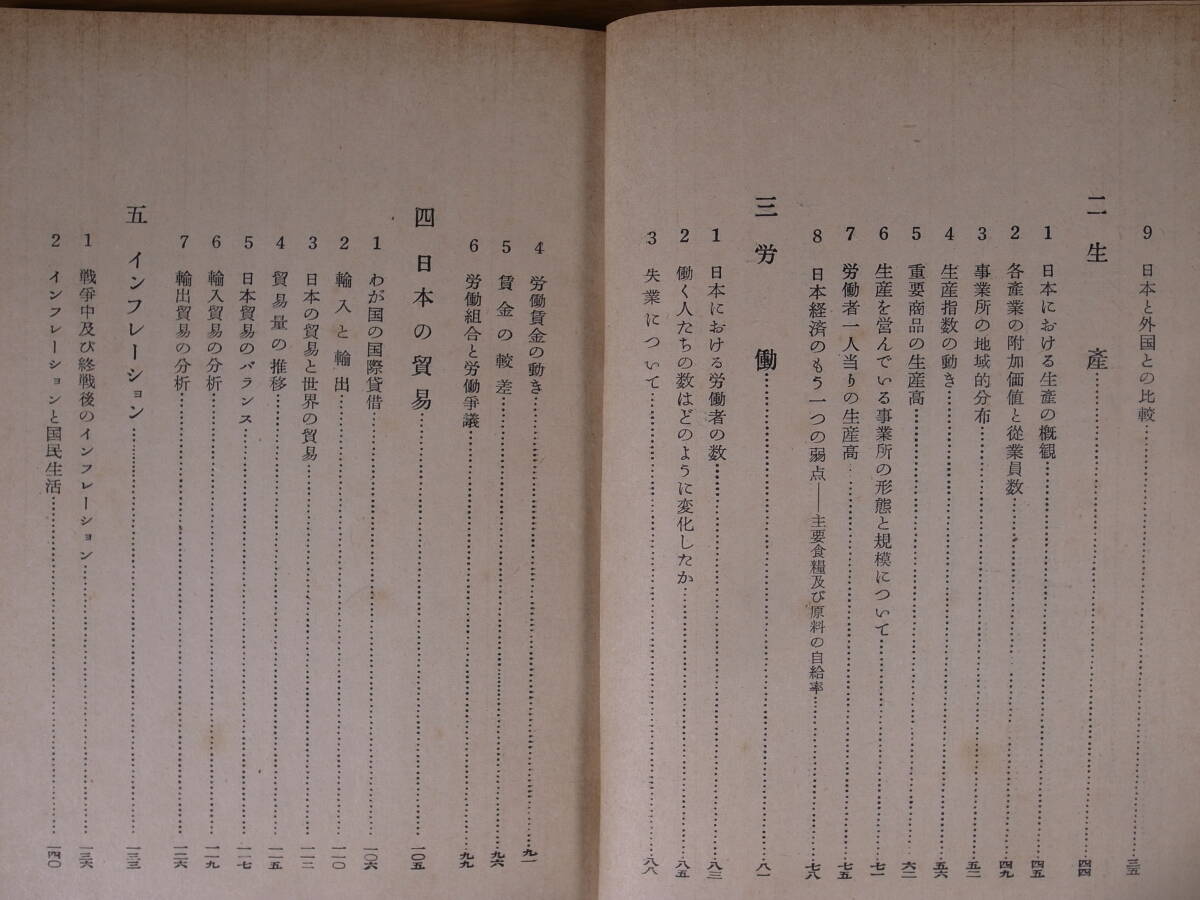 9 日本と外国との比較……三五
二 生産……四四
1 日本における生産の概観……四五
2 各産業の附加価値と従業員数……四九
3 事業所の地域的分布……五二
4 生産指数の動き……五六
5 重要商品の生産高……六二
6 生産を営んでいる事業所の形態と規模について……七一
7 労働者一人当りの生産高……七五
8 日本経済のもう一つの弱点――主要食糧及び原料の自給率……七八
三 労働……八一
1 日本における労働者の数……八三
2 働く人たちの数はどのように変化したか……八五
3 失業について……八八
4 労働賃金の動き……九一
5 賃金の較差……九六
6 労働組合と労働争議……九九
四 日本の貿易……一〇五
1 わが国の国際貸借……一〇六
2 輸入と輸出……一一〇
3 日本の貿易と世界の貿易……一一二
4 貿易量の推移……一一五
5 日本貿易のバランス……一一七
6 輸入貿易の分析……一一九
7 輸出貿易の分析……一二六
五 インフレーション……一三三
1 戦争中及び終戦後のインフレーション……一三六
2 インフレーションと国民生活……一四〇